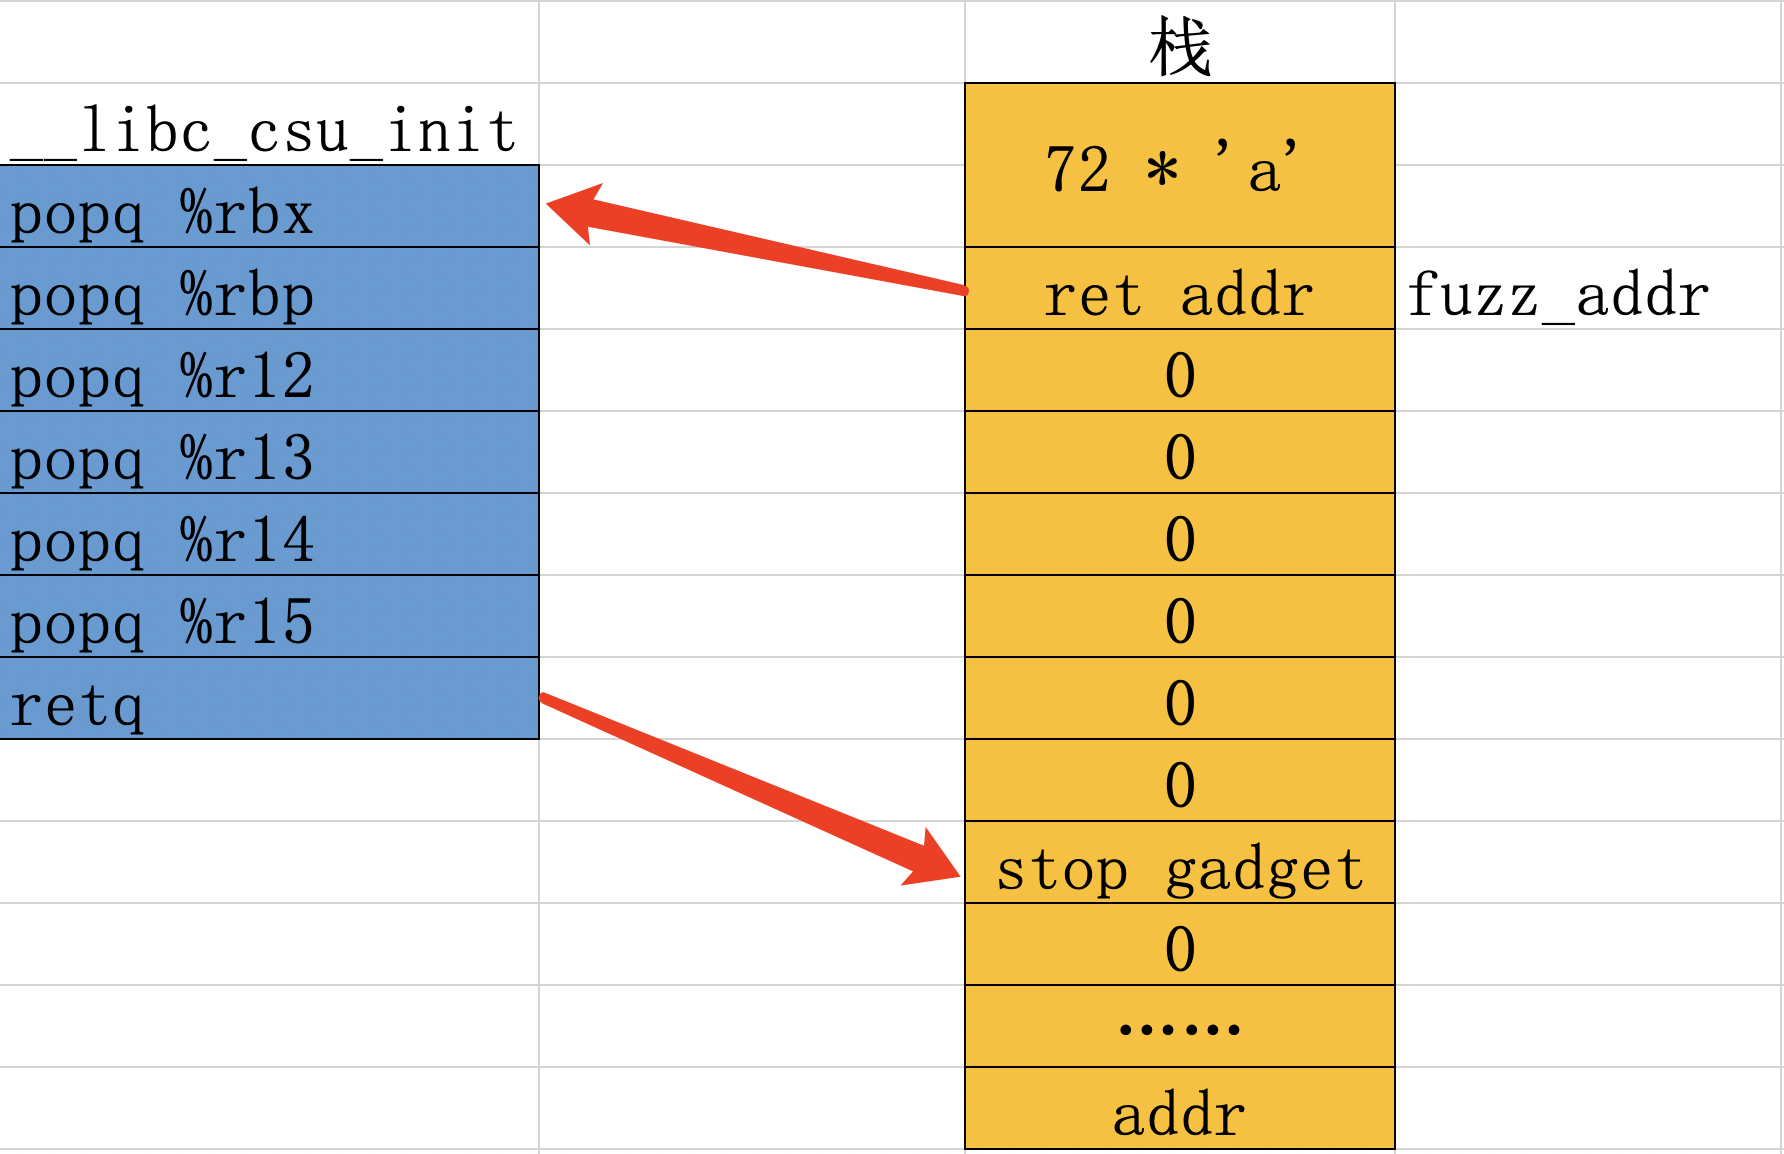 栈
__libc_csu_init
72 * 'a'
popq %rbx
popq %rbp
ret addr
fuzz_addr
popq %r12
0
popq %r13
0
popq %r14
0
popq %r15
0
retq
0
0
stop gadget
0
......
addr